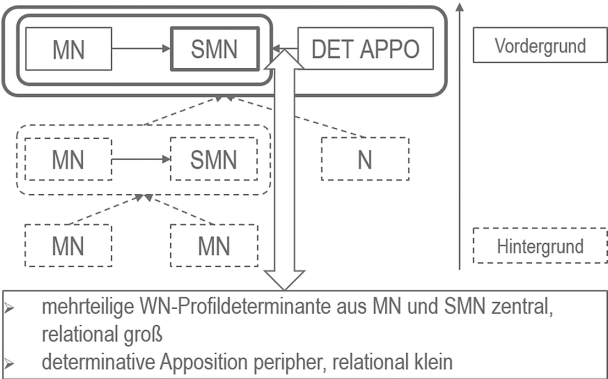 MN SMN DET APPO Vordergrund
MN SMN N
MN MN Hintergrund
➢ mehrteilige WN-Profildeterminante aus MN und SMN zentral,
relational groß
➢ determinative Apposition peripher, relational klein